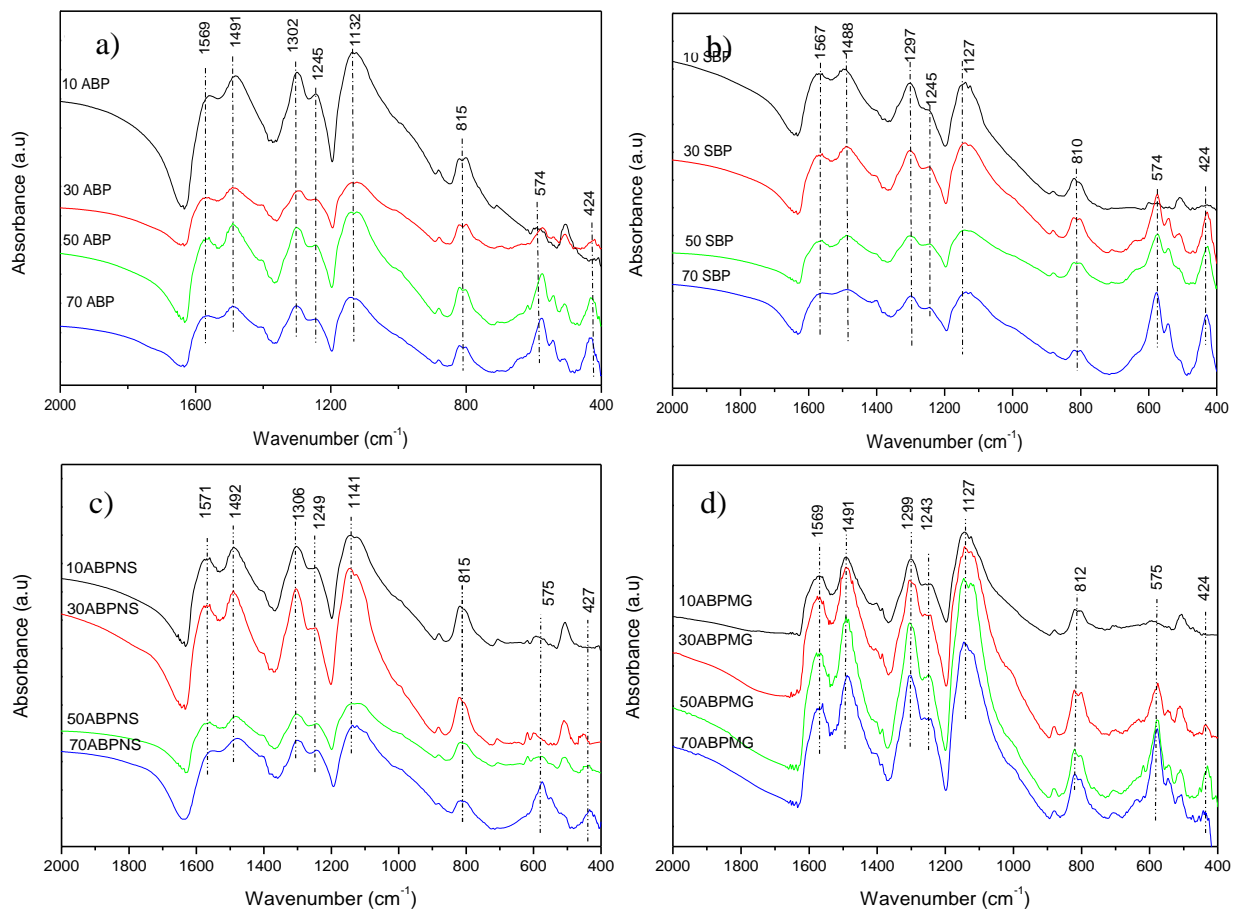 a)
1569
1491
1302
1245
1132
815
574
424
10 ABP
30 ABP
50 ABP
70 ABP
Absorbance (a.u)
2000
1600
1200
800
400
Wavenumber (cm⁻¹)
b)
1567
1488
1297
1245
1127
810
574
424
10 SBP
30 SBP
50 SBP
70 SBP
Absorbance (a.u)
2000
1800
1600
1400
1200
1000
800
600
400
Wavenumber (cm⁻¹)
c)
1571
1492
1306
1249
1141
815
575
427
10ABPNS
30ABPNS
50ABPNS
70ABPNS
Absorbance (a.u)
2000
1800
1600
1400
1200
1000
800
600
400
Wavenumber (cm⁻¹)
d)
1569
1491
1299
1243
1127
812
575
424
10ABPMG
30ABPMG
50ABPMG
70ABPMG
Absorbance (a.u)
2000
1800
1600
1400
1200
1000
800
600
400
Wavenumber (cm⁻¹)